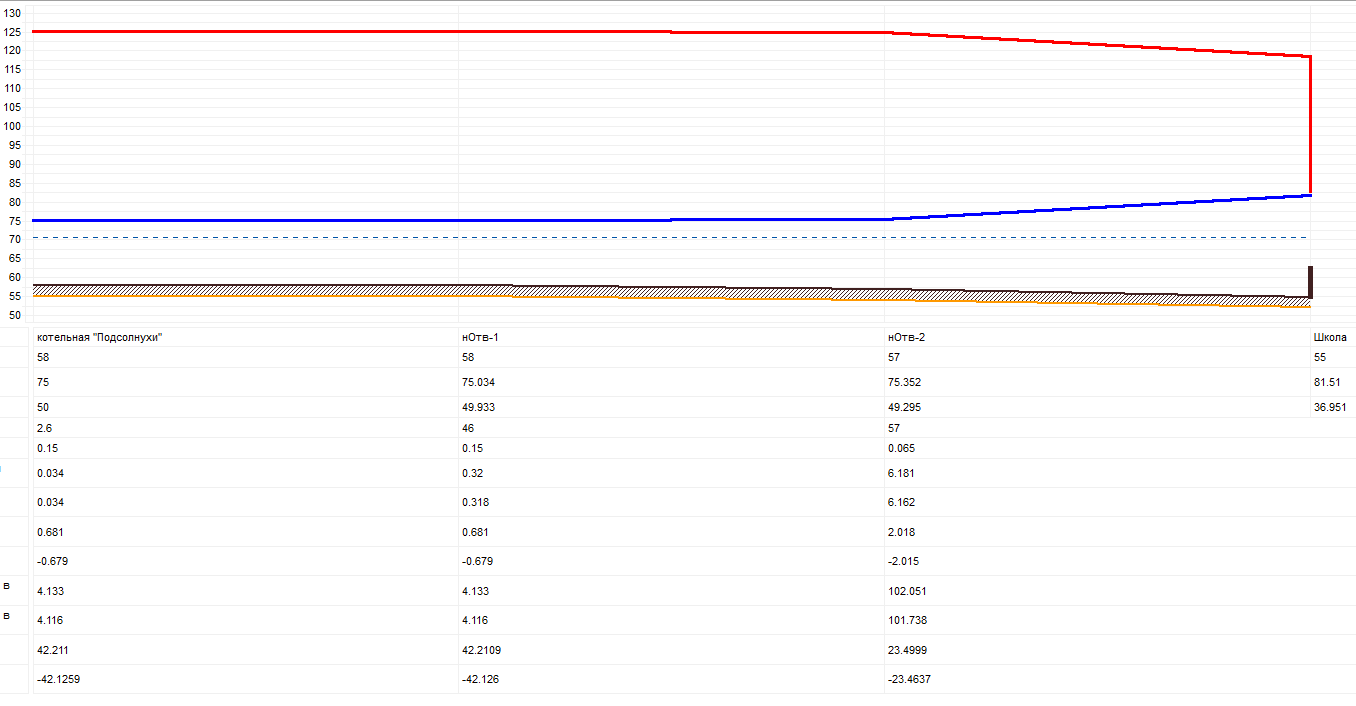 130
125
120
115
110
105
100
95
90
85
80
75
70
65
60
55
50
котельная "Подсолнухи" нОтв-1 нОтв-2 Школа
58 58 57 55
75 75.034 75.352 81.51
50 49.933 49.295 36.951
2.6 46 57
0.15 0.15 0.065
0.034 0.32 6.181
0.034 0.318 6.162
0.681 0.681 2.018
-0.679 -0.679 -2.015
в 4.133 4.133 102.051
в 4.116 4.116 101.738
42.211 42.2109 23.4999
-42.1259 -42.126 -23.4637